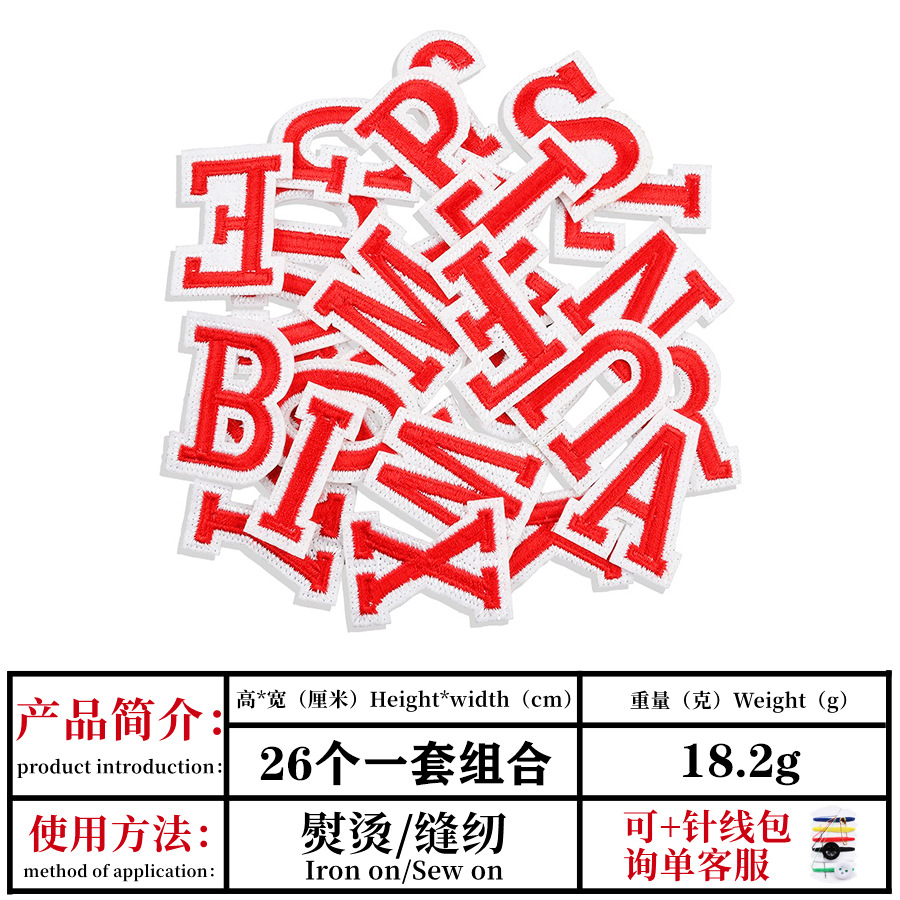 C
P
S
G
E
I
I
L
M
H
N
B
I
U
A
W
X
产品简介：
product introduction：
高*宽（厘米）Height*width（cm）
重量（克）Weight（g）
26个一套组合
18.2g
使用方法：
method of application：
熨烫/缝纫
Iron on/Sew on
可+针线包
询单客服